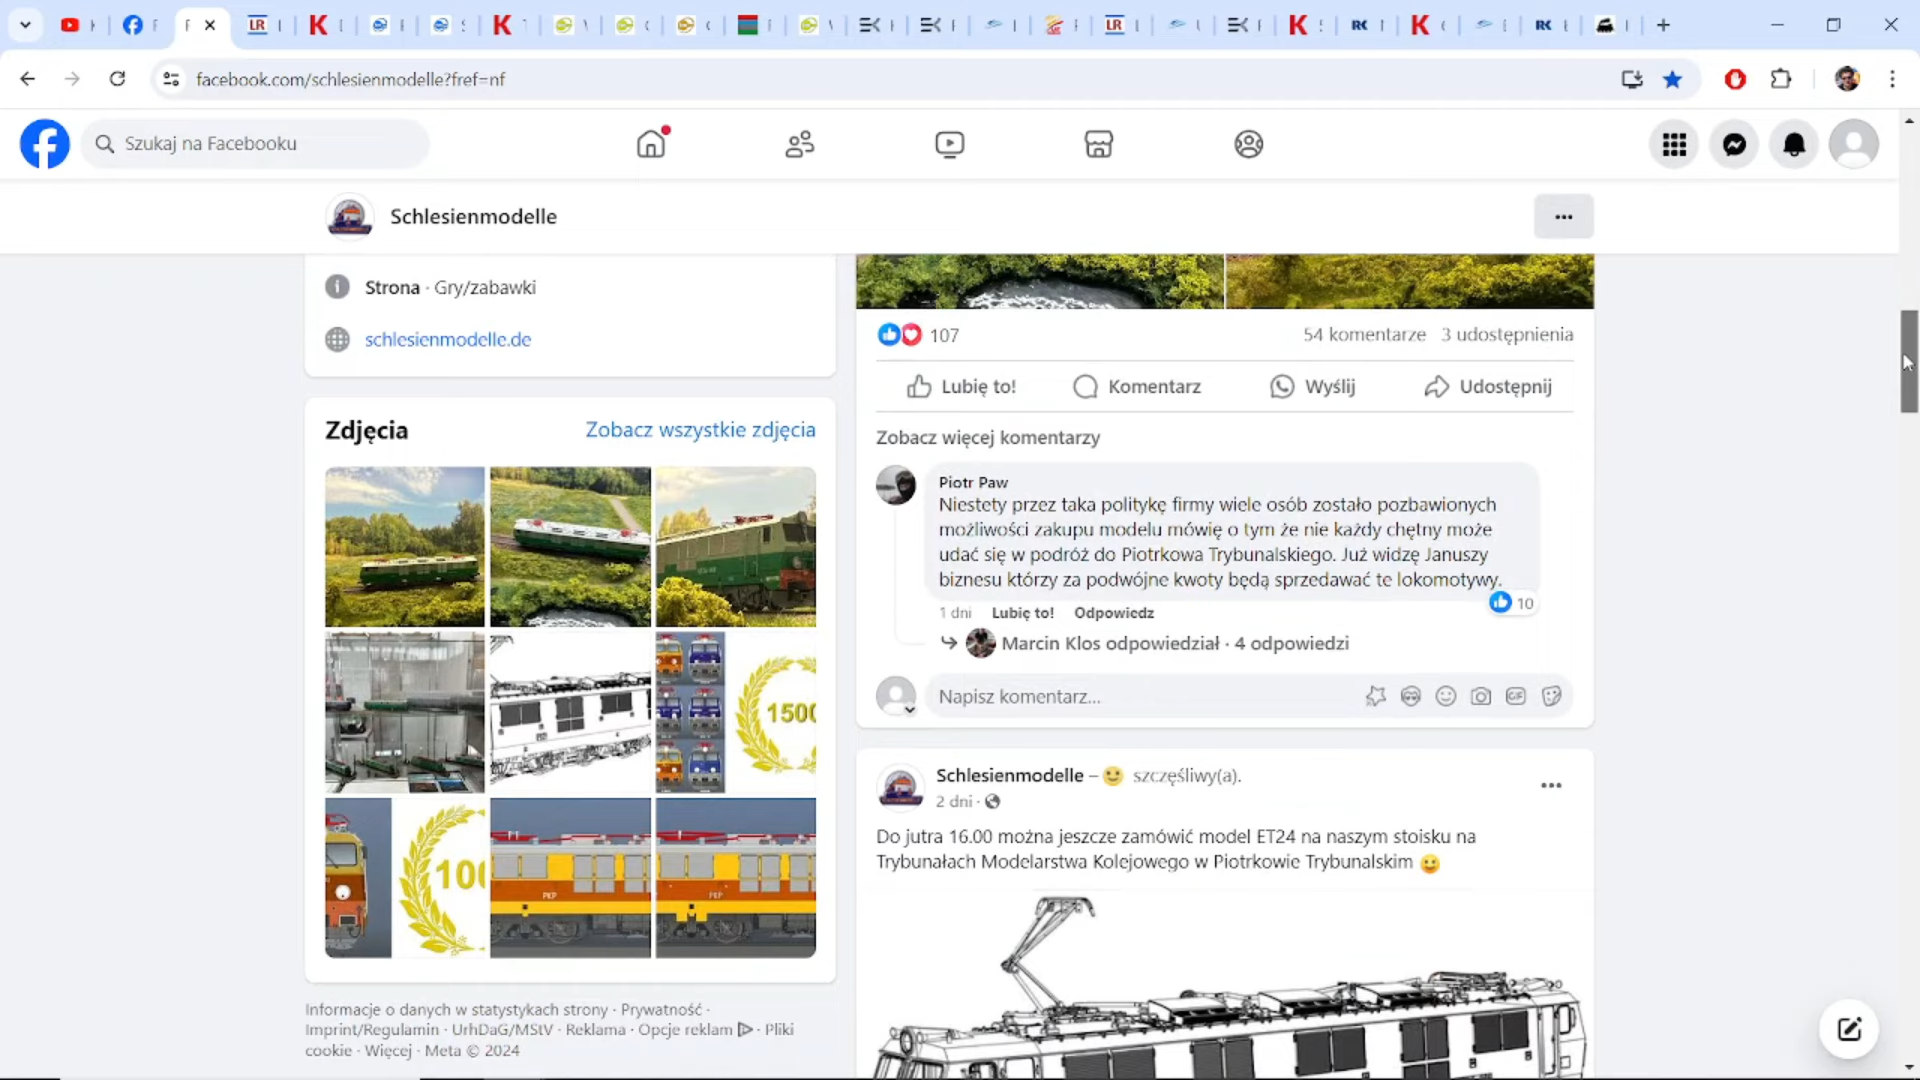 facebook.com/schlesienmodelle?fref=nf
Szukaj na Facebooku
Schlesienmodelle
Strona · Gry/zabawki
schlesienmodelle.de
Zdjęcia
Zobacz wszystkie zdjęcia
1500
100
PKP
PKP
Informacje o danych w statystykach strony · Prywatność ·
Imprint/Regulamin · UrhDaG/MStV · Reklama · Opcje reklam · Pliki
cookie · Więcej · Meta © 2024
107
54 komentarze 3 udostępnienia
Lubię to!
Komentarz
Wyślij
Udostępnij
Zobacz więcej komentarzy
Piotr Paw
Niestety przez taka politykę firmy wiele osób zostało pozbawionych
możliwości zakupu modelu mówię o tym że nie każdy chętny może
udać się w podróż do Piotrkowa Trybunalskiego. Już widzę Januszy
biznesu którzy za podwójne kwoty będą sprzedawać te lokomotywy.
10
1 dni Lubię to! Odpowiedz
Marcin Klos odpowiedział · 4 odpowiedzi
Napisz komentarz...
GIF
Schlesienmodelle – 🙂 szczęśliwy(a).
2 dni ·
Do jutra 16.00 można jeszcze zamówić model ET24 na naszym stoisku na
Trybunałach Modelarstwa Kolejowego w Piotrkowie Trybunalskim 😀